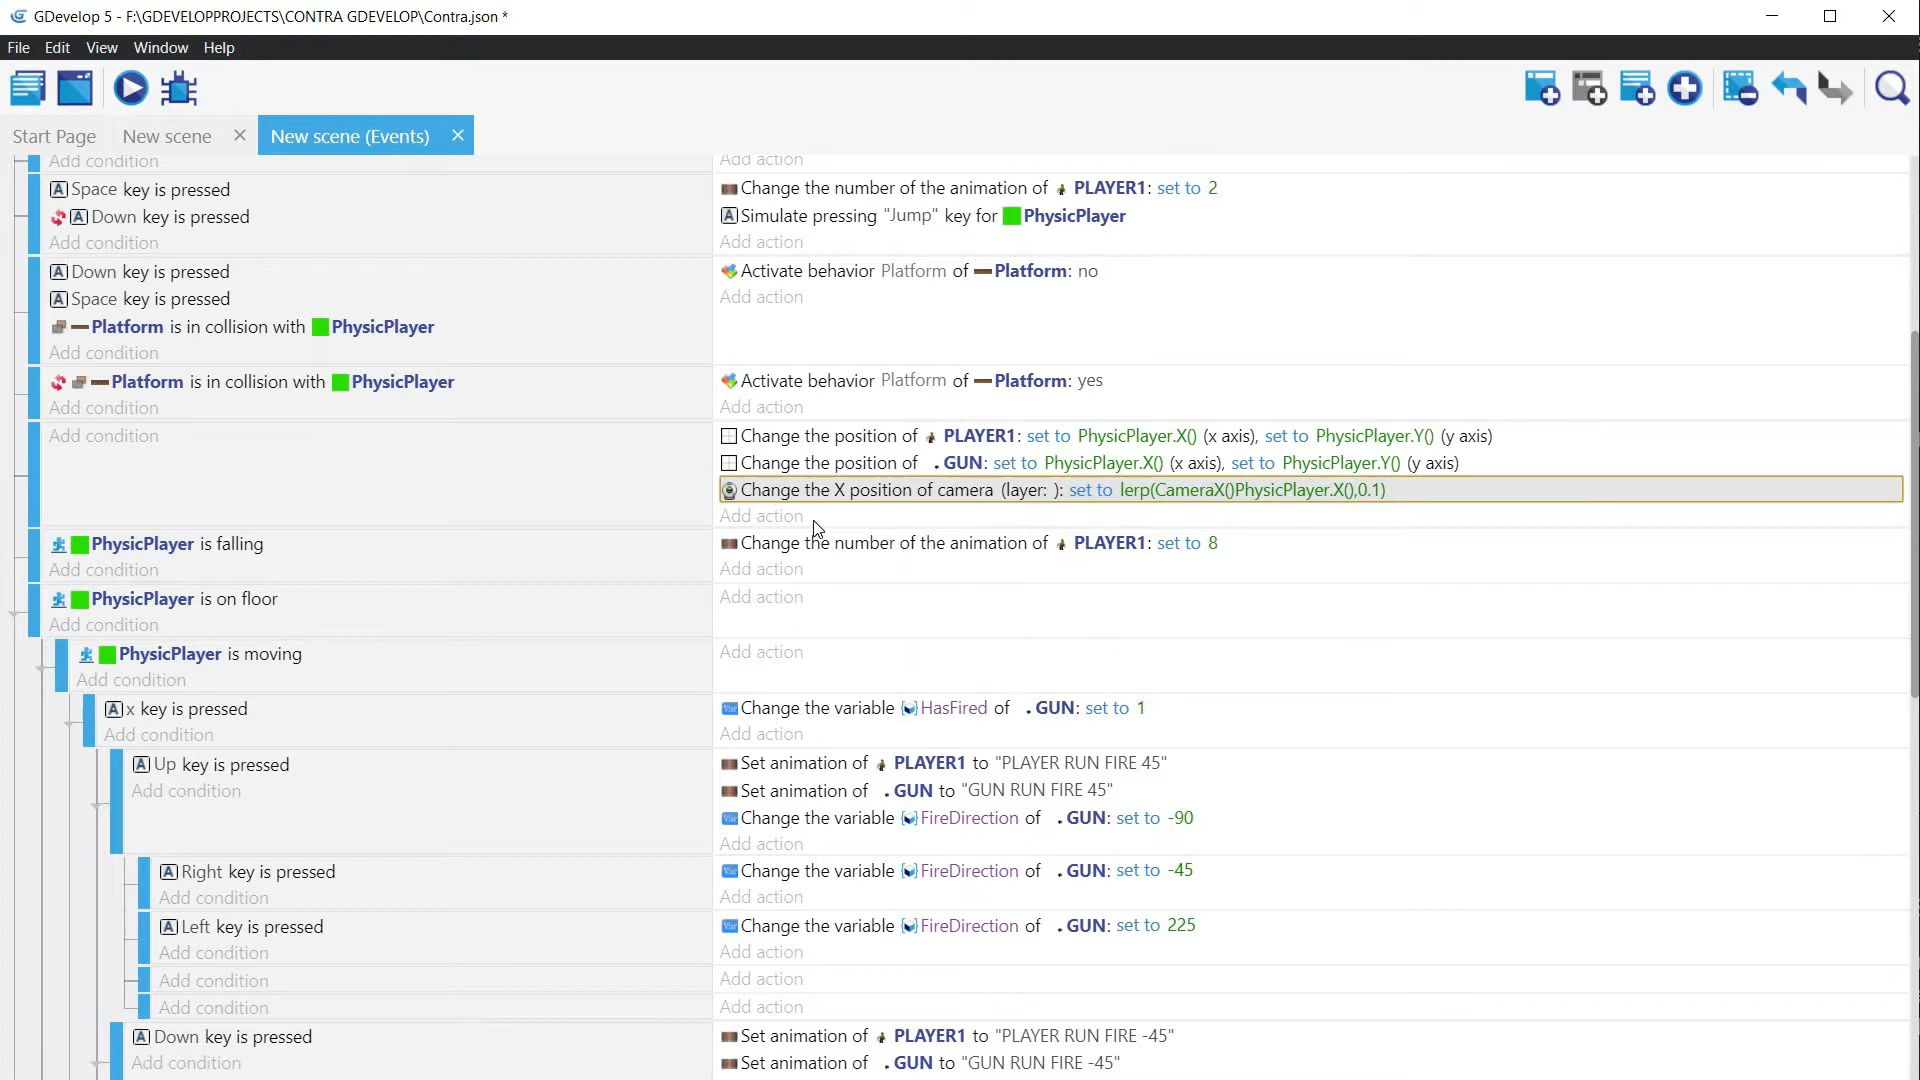 GDevelop 5 - F:\GDEVELOPPROJECTS\CONTRA GDEVELOP\Contra.json *
File Edit View Window Help
Start Page New scene × New scene (Events) ×
Add condition Add action
Space key is pressed Change the number of the animation of PLAYER1: set to 2
Down key is pressed Simulate pressing "Jump" key for PhysicPlayer
Add condition Add action
Down key is pressed Activate behavior Platform of Platform: no
Space key is pressed Add action
Platform is in collision with PhysicPlayer
Add condition
Platform is in collision with PhysicPlayer Activate behavior Platform of Platform: yes
Add condition Add action
Add condition Change the position of PLAYER1: set to PhysicPlayer.X() (x axis), set to PhysicPlayer.Y() (y axis)
Change the position of GUN: set to PhysicPlayer.X() (x axis), set to PhysicPlayer.Y() (y axis)
Change the X position of camera (layer: ): set to lerp(CameraX()PhysicPlayer.X(),0.1)
Add action
PhysicPlayer is falling Change the number of the animation of PLAYER1: set to 8
Add condition Add action
PhysicPlayer is on floor Add action
Add condition
PhysicPlayer is moving Add action
Add condition
x key is pressed Change the variable HasFired of GUN: set to 1
Add condition Add action
Up key is pressed Set animation of PLAYER1 to "PLAYER RUN FIRE 45"
Add condition Set animation of GUN to "GUN RUN FIRE 45"
Change the variable FireDirection of GUN: set to -90
Add action
Right key is pressed Change the variable FireDirection of GUN: set to -45
Add condition Add action
Left key is pressed Change the variable FireDirection of GUN: set to 225
Add condition Add action
Add condition Add action
Add condition Add action
Down key is pressed Set animation of PLAYER1 to "PLAYER RUN FIRE -45"
Add condition Set animation of GUN to "GUN RUN FIRE -45"